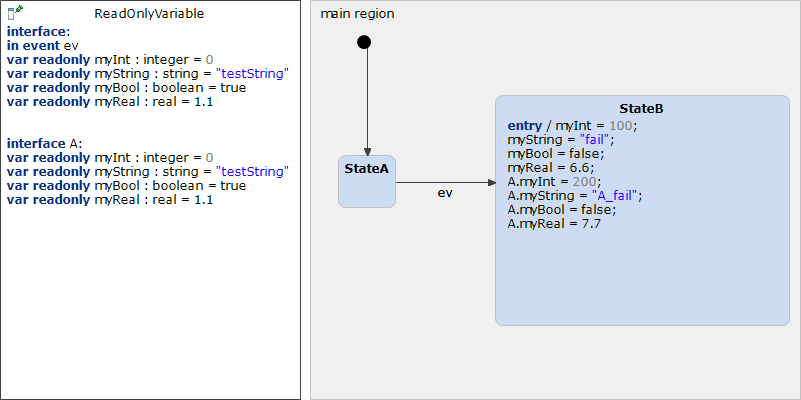 ReadOnlyVariable
interface:
in event ev
var readonly myInt : integer = 0
var readonly myString : string = "testString"
var readonly myBool : boolean = true
var readonly myReal : real = 1.1
interface A:
var readonly myInt : integer = 0
var readonly myString : string = "testString"
var readonly myBool : boolean = true
var readonly myReal : real = 1.1
main region
StateA
ev
StateB
entry / myInt = 100;
myString = "fail";
myBool = false;
myReal = 6.6;
A.myInt = 200;
A.myString = "A_fail";
A.myBool = false;
A.myReal = 7.7